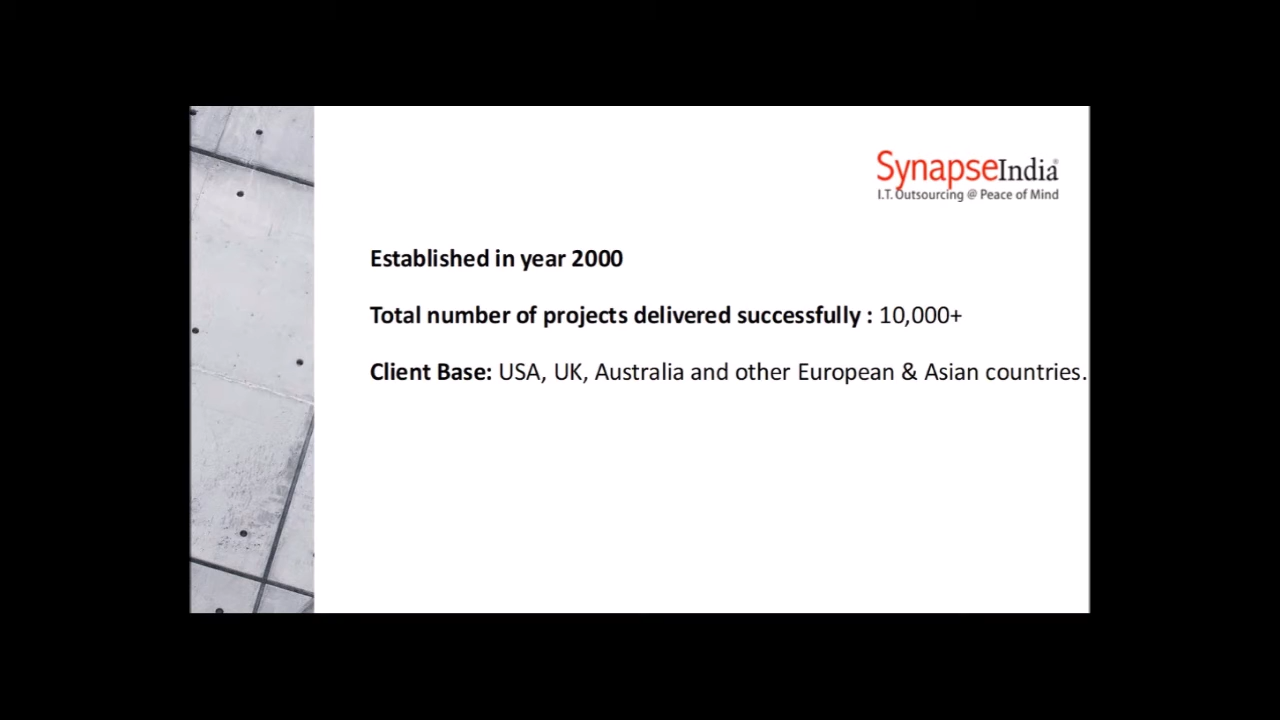 SynapseIndia®
I.T. Outsourcing @ Peace of Mind
Established in year 2000
Total number of projects delivered successfully : 10,000+
Client Base: USA, UK, Australia and other European & Asian countries.